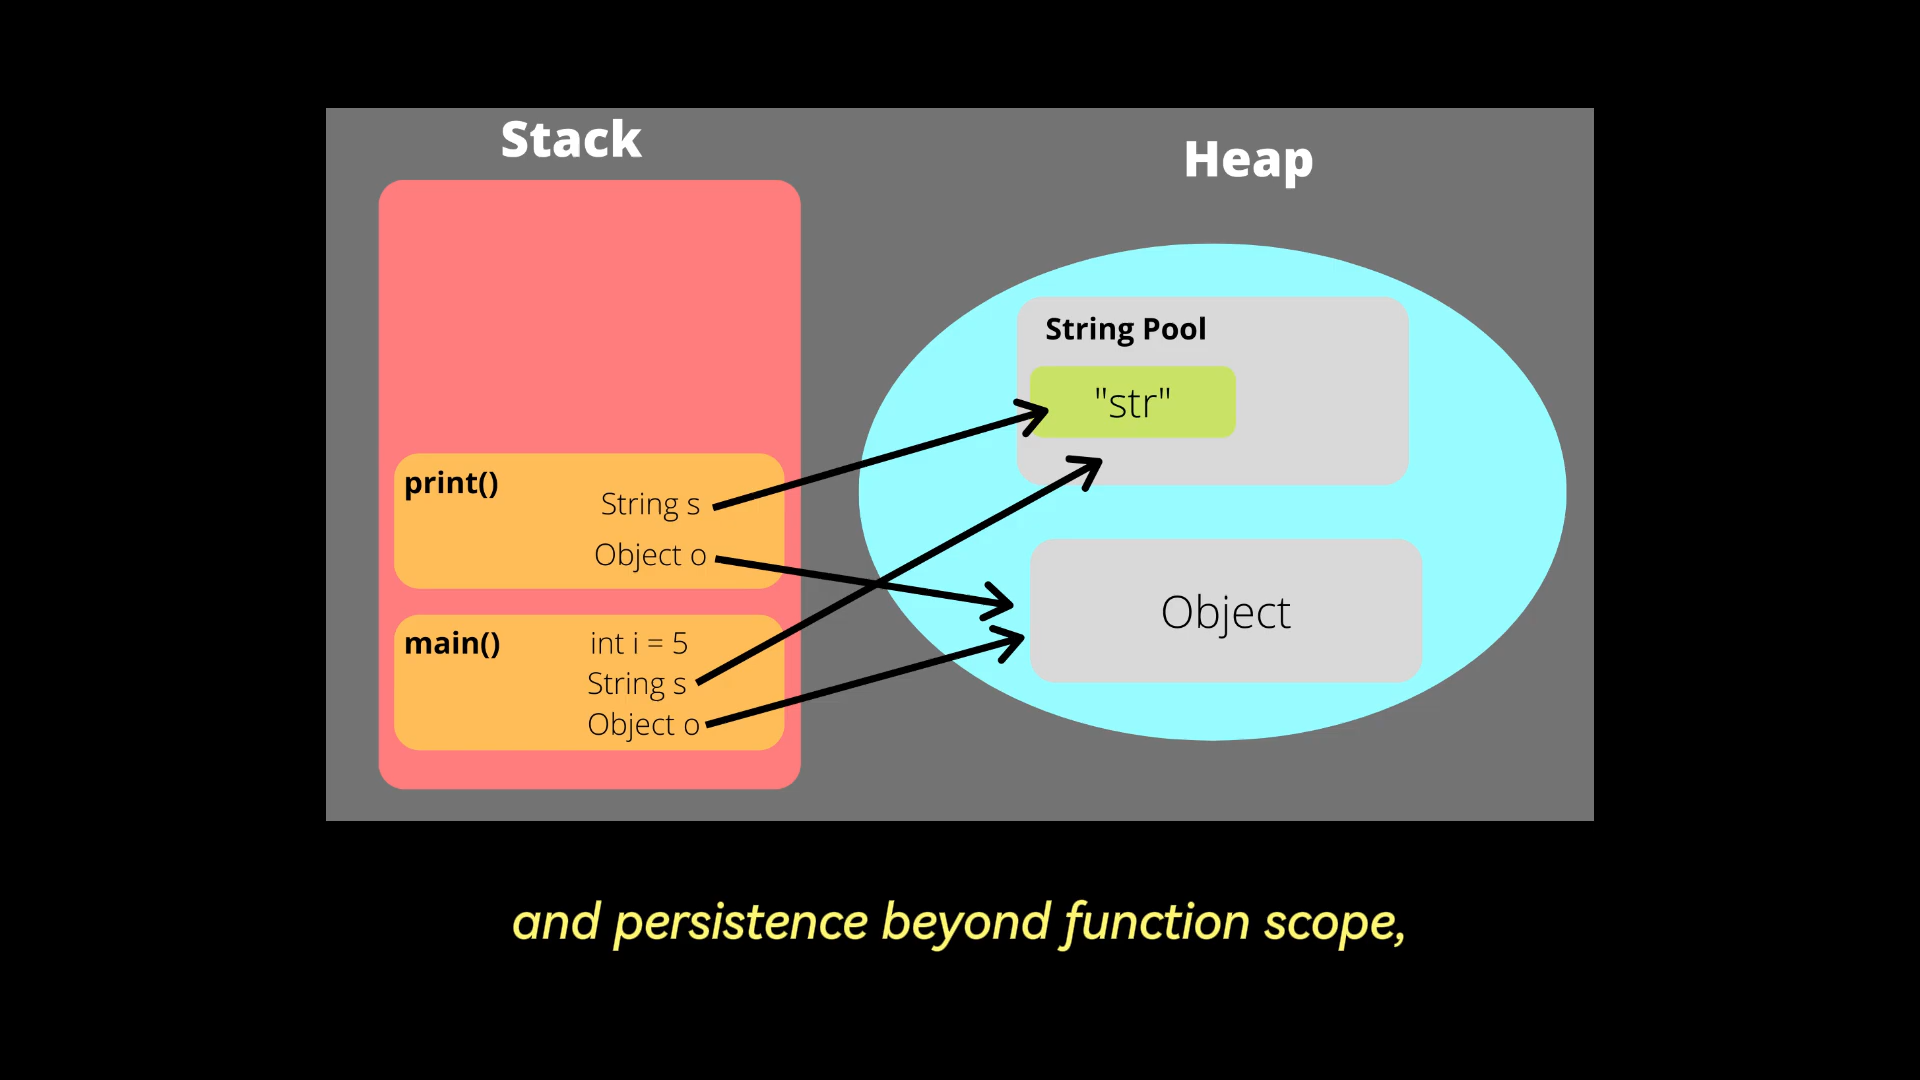 Stack
Heap
String Pool
"str"
print()
String s
Object o
main()
int i = 5
String s
Object o
Object
and persistence beyond function scope,